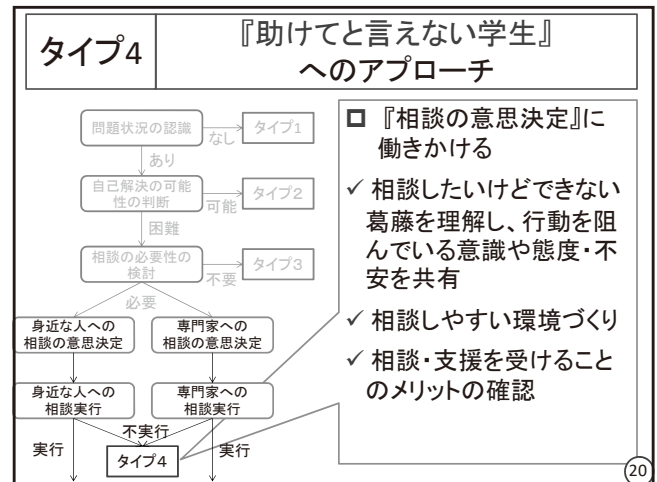 タイプ4
『助けてと言えない学生』
へのアプローチ
問題状況の認識
なし
タイプ1
あり
自己解決の可能
性の判断
可能
タイプ2
困難
相談の必要性の
検討
不要
タイプ3
必要
身近な人への
相談の意思決定
専門家への
相談の意思決定
身近な人への
相談実行
専門家への
相談実行
不実行
実行
タイプ4
実行
『相談の意思決定』に
働きかける
✓ 相談したいけどできない
葛藤を理解し、行動を阻
んでいる意識や態度・不
安を共有
✓ 相談しやすい環境づくり
✓ 相談・支援を受けること
のメリットの確認
20